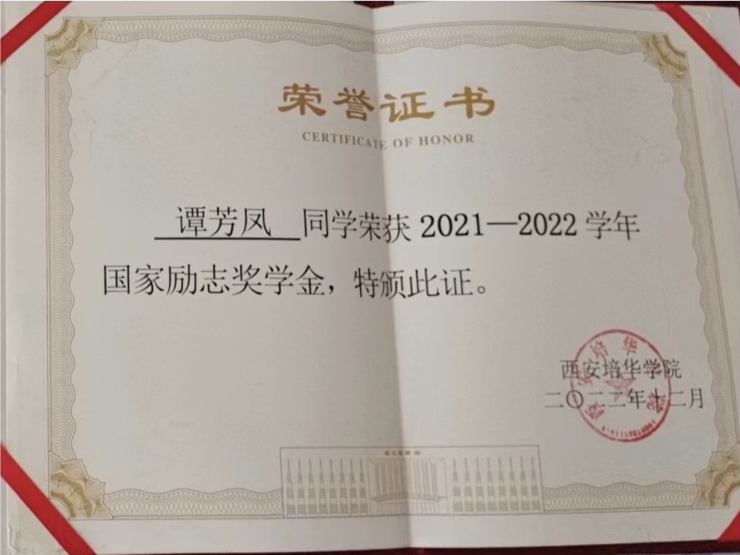 荣誉证书
CERTIFICATE OF HONOR
谭芳凤 同学荣获 2021—2022 学年
国家励志奖学金，特颁此证。
西安培华学院
二〇二二年十二月